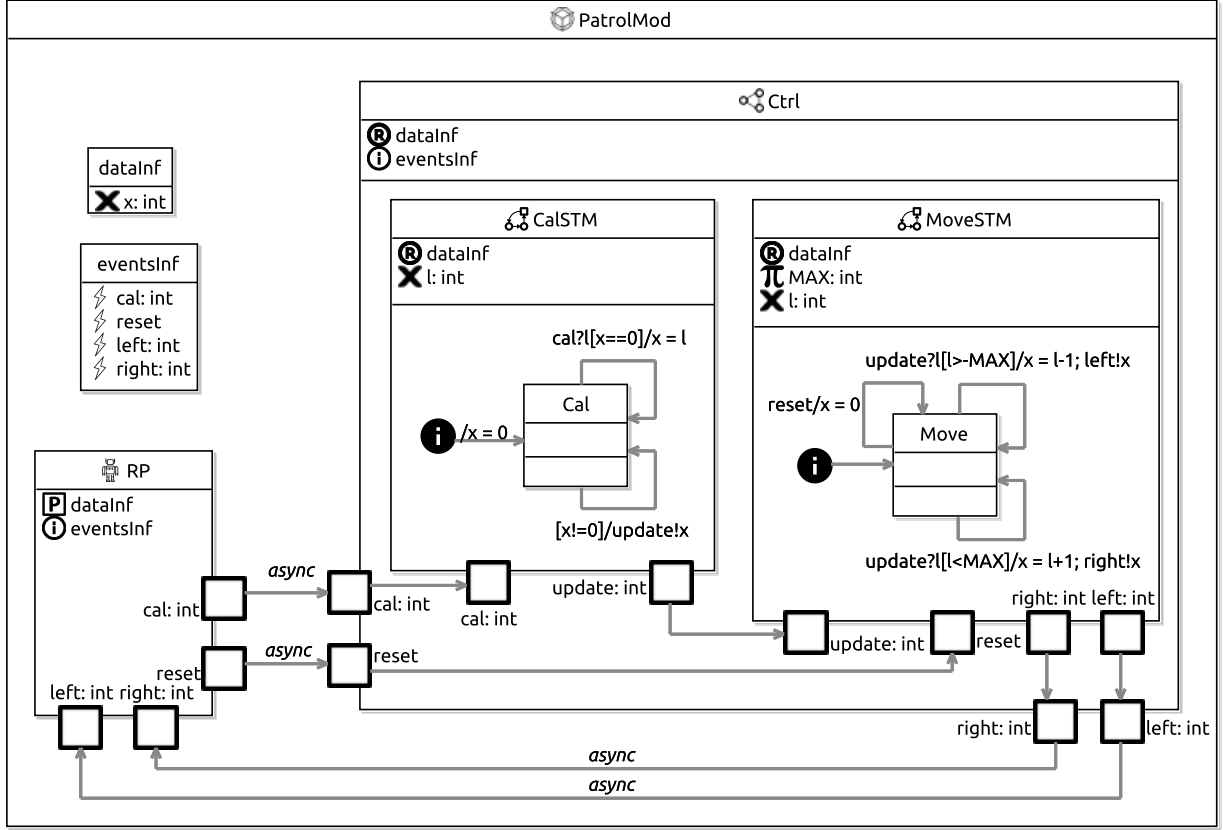 PatrolMod
Ctrl
R dataInf
i eventsInf
dataInf
x: int
eventsInf
cal: int
reset
left: int
right: int
CalSTM
R dataInf
l: int
cal?l[x==0]/x = l
Cal
i /x = 0
[x!=0]/update!x
MoveSTM
R dataInf
π MAX: int
l: int
update?l[l>-MAX]/x = l-1; left!x
reset/x = 0
Move
i
update?l[l<MAX]/x = l+1; right!x
RP
P dataInf
i eventsInf
cal: int
async
cal: int
cal: int
update: int
right: int left: int
update: int
reset
reset
async
reset
left: int right: int
right: int
left: int
async
async